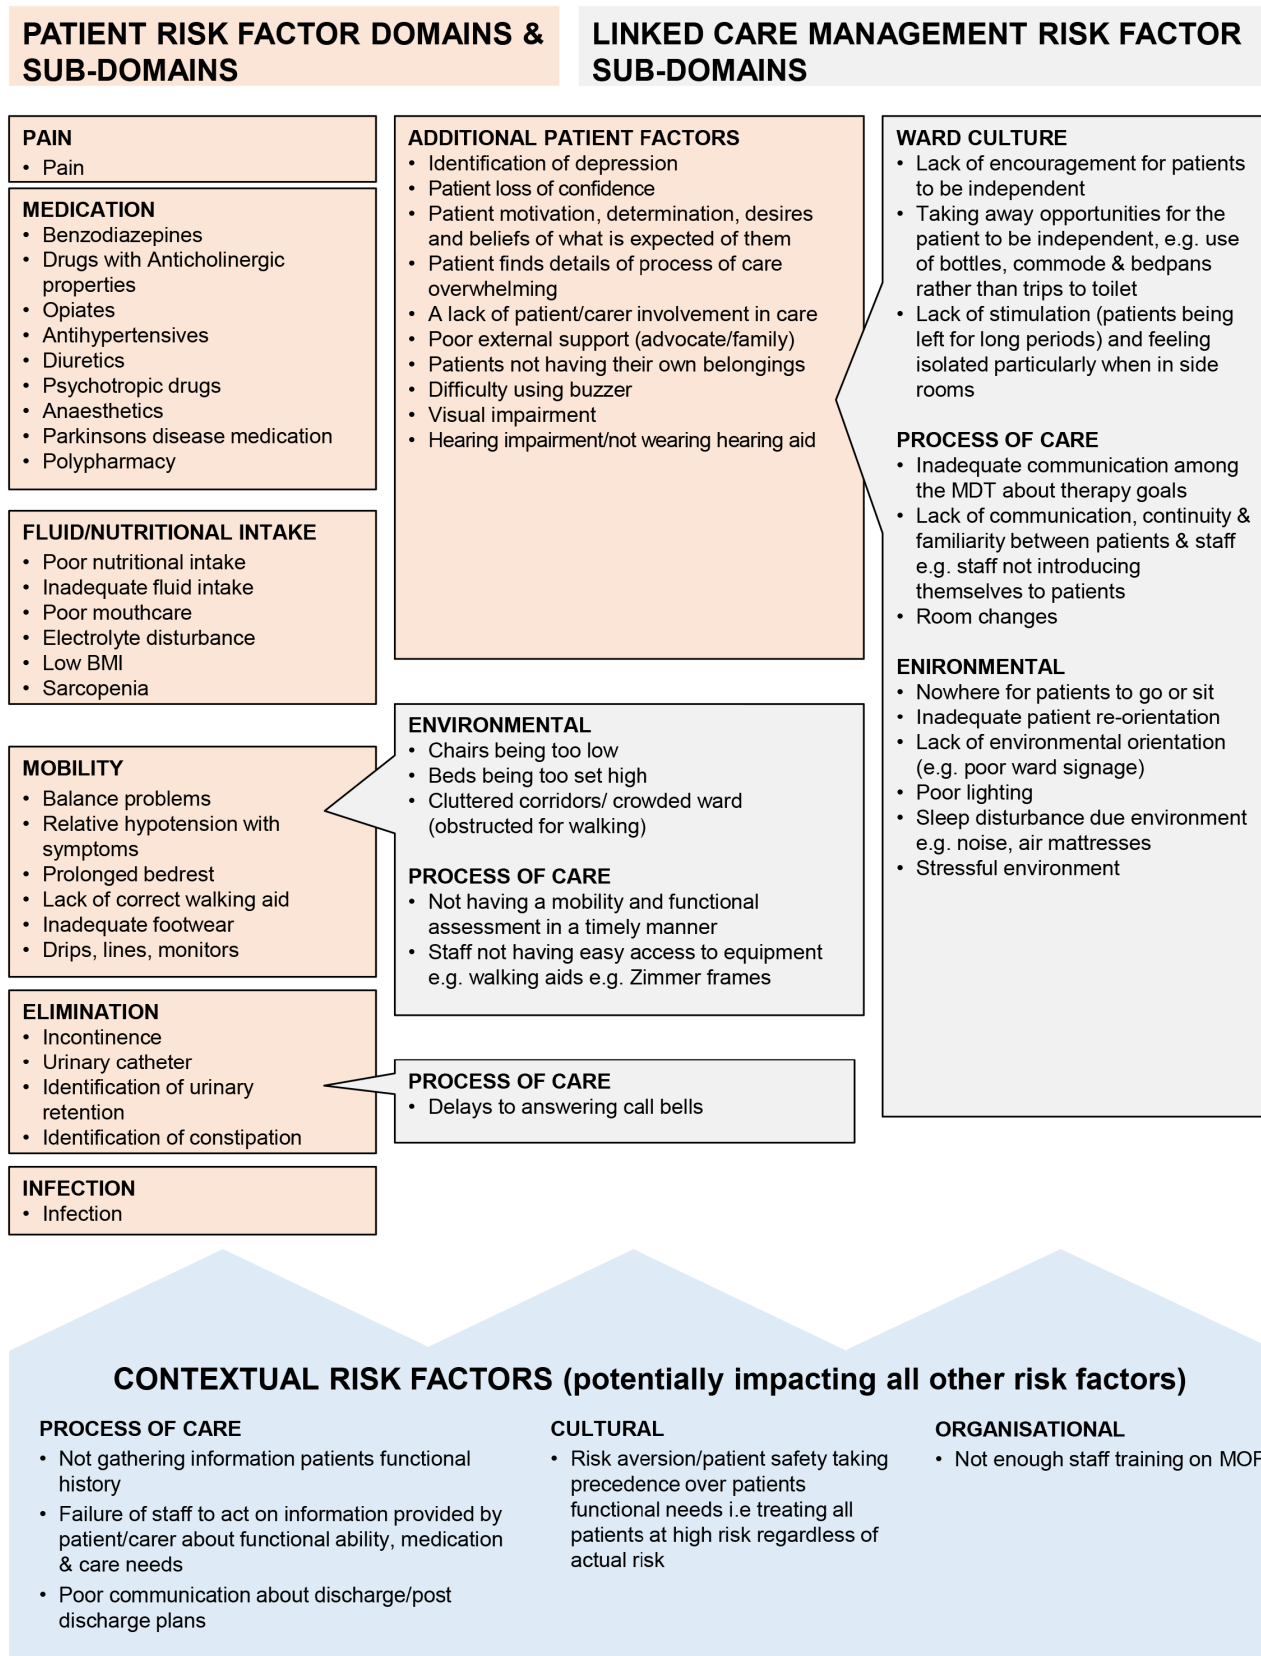 PATIENT RISK FACTOR DOMAINS &
SUB-DOMAINS
LINKED CARE MANAGEMENT RISK FACTOR
SUB-DOMAINS
PAIN
• Pain
MEDICATION
• Benzodiazepines
• Drugs with Anticholinergic
properties
• Opiates
• Antihypertensives
• Diuretics
• Psychotropic drugs
• Anaesthetics
• Parkinsons disease medication
• Polypharmacy
FLUID/NUTRITIONAL INTAKE
• Poor nutritional intake
• Inadequate fluid intake
• Poor mouthcare
• Electrolyte disturbance
• Low BMI
• Sarcopenia
MOBILITY
• Balance problems
• Relative hypotension with
symptoms
• Prolonged bedrest
• Lack of correct walking aid
• Inadequate footwear
• Drips, lines, monitors
ELIMINATION
• Incontinence
• Urinary catheter
• Identification of urinary
retention
• Identification of constipation
INFECTION
• Infection
ADDITIONAL PATIENT FACTORS
• Identification of depression
• Patient loss of confidence
• Patient motivation, determination, desires
and beliefs of what is expected of them
• Patient finds details of process of care
overwhelming
• A lack of patient/carer involvement in care
• Poor external support (advocate/family)
• Patients not having their own belongings
• Difficulty using buzzer
• Visual impairment
• Hearing impairment/not wearing hearing aid
ENVIRONMENTAL
• Chairs being too low
• Beds being too set high
• Cluttered corridors/ crowded ward
(obstructed for walking)
PROCESS OF CARE
• Not having a mobility and functional
assessment in a timely manner
• Staff not having easy access to equipment
e.g. walking aids e.g. Zimmer frames
PROCESS OF CARE
• Delays to answering call bells
WARD CULTURE
• Lack of encouragement for patients
to be independent
• Taking away opportunities for the
patient to be independent, e.g. use
of bottles, commode & bedpans
rather than trips to toilet
• Lack of stimulation (patients being
left for long periods) and feeling
isolated particularly when in side
rooms
PROCESS OF CARE
• Inadequate communication among
the MDT about therapy goals
• Lack of communication, continuity &
familiarity between patients & staff
e.g. staff not introducing
themselves to patients
• Room changes
ENIRONMENTAL
• Nowhere for patients to go or sit
• Inadequate patient re-orientation
• Lack of environmental orientation
(e.g. poor ward signage)
• Poor lighting
• Sleep disturbance due environment
e.g. noise, air mattresses
• Stressful environment
CONTEXTUAL RISK FACTORS (potentially impacting all other risk factors)
PROCESS OF CARE
• Not gathering information patients functional
history
• Failure of staff to act on information provided by
patient/carer about functional ability, medication
& care needs
• Poor communication about discharge/post
discharge plans
CULTURAL
• Risk aversion/patient safety taking
precedence over patients
functional needs i.e treating all
patients at high risk regardless of
actual risk
ORGANISATIONAL
• Not enough staff training on